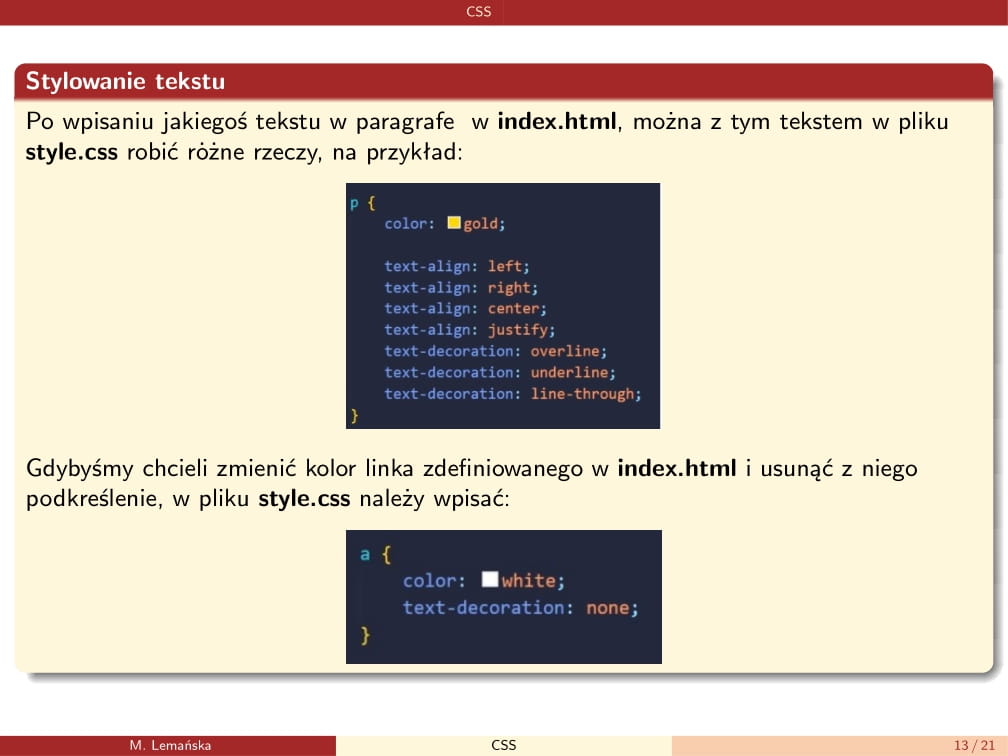 CSS
Stylowanie tekstu
Po wpisaniu jakiegoś tekstu w paragrafe w index.html, można z tym tekstem w pliku
style.css robić różne rzeczy, na przykład:
p {
color: gold;
text-align: left;
text-align: right;
text-align: center;
text-align: justify;
text-decoration: overline;
text-decoration: underline;
text-decoration: line-through;
}
Gdybyśmy chcieli zmienić kolor linka zdefiniowanego w index.html i usunąć z niego
podkreślenie, w pliku style.css należy wpisać:
a {
color: white;
text-decoration: none;
}
M. Lemańska CSS 13 / 21